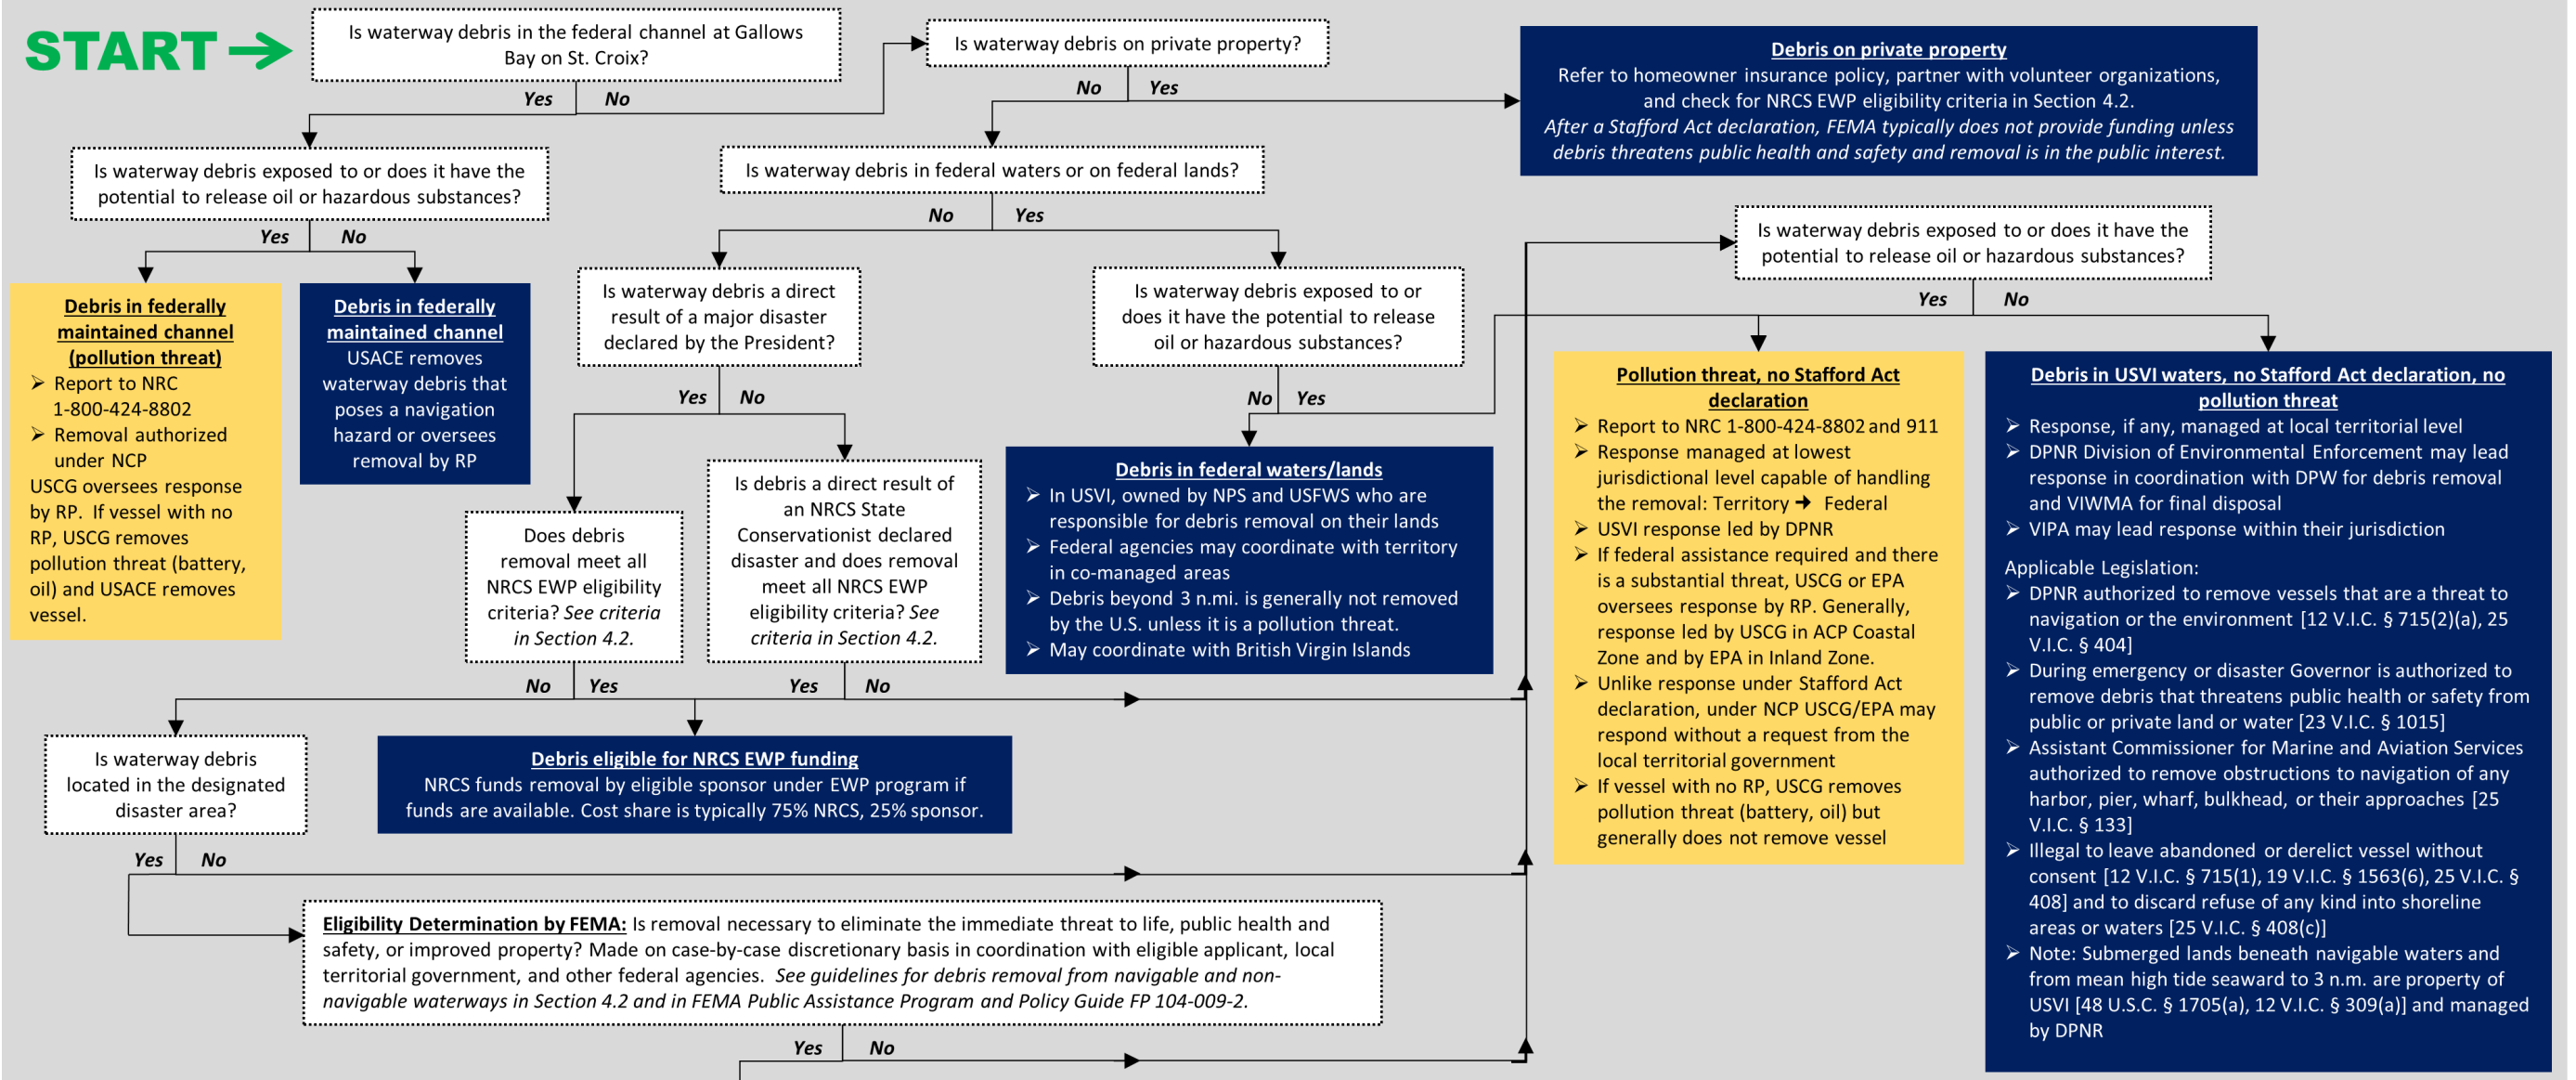 START
Is waterway debris in the federal channel at Gallows
Bay on St. Croix?
Yes
No
Is waterway debris on private property?
No
Yes
Debris on private property
Refer to homeowner insurance policy, partner with volunteer organizations,
and check for NRCS EWP eligibility criteria in Section 4.2.
After a Stafford Act declaration, FEMA typically does not provide funding unless
debris threatens public health and safety and removal is in the public interest.
Is waterway debris exposed to or does it have the
potential to release oil or hazardous substances?
Yes
No
Is waterway debris in federal waters or on federal lands?
No
Yes
Debris in federally
maintained channel
(pollution threat)
➢ Report to NRC
1-800-424-8802
➢ Removal authorized
under NCP
USCG oversees response
by RP. If vessel with no
RP, USCG removes
pollution threat (battery,
oil) and USACE removes
vessel.
Debris in federally
maintained channel
USACE removes
waterway debris that
poses a navigation
hazard or oversees
removal by RP
Is waterway debris a direct
result of a major disaster
declared by the President?
Yes
No
Is waterway debris exposed to or
does it have the potential to release
oil or hazardous substances?
No
Yes
Is waterway debris exposed to or does it have the
potential to release oil or hazardous substances?
Yes
No
Does debris
removal meet all
NRCS EWP eligibility
criteria? See criteria
in Section 4.2.
No
Yes
Is debris a direct result of
an NRCS State
Conservationist declared
disaster and does removal
meet all NRCS EWP
eligibility criteria? See
criteria in Section 4.2.
Yes
No
Debris in federal waters/lands
➢ In USVI, owned by NPS and USFWS who are
responsible for debris removal on their lands
➢ Federal agencies may coordinate with territory
in co-managed areas
➢ Debris beyond 3 n.mi. is generally not removed
by the U.S. unless it is a pollution threat.
➢ May coordinate with British Virgin Islands
Pollution threat, no Stafford Act
declaration
➢ Report to NRC 1-800-424-8802 and 911
➢ Response managed at lowest
jurisdictional level capable of handling
the removal: Territory ➔ Federal
➢ USVI response led by DPNR
➢ If federal assistance required and there
is a substantial threat, USCG or EPA
oversees response by RP. Generally,
response led by USCG in ACP Coastal
Zone and by EPA in Inland Zone.
➢ Unlike response under Stafford Act
declaration, under NCP USCG/EPA may
respond without a request from the
local territorial government
➢ If vessel with no RP, USCG removes
pollution threat (battery, oil) but
generally does not remove vessel
Debris in USVI waters, no Stafford Act declaration, no
pollution threat
➢ Response, if any, managed at local territorial level
➢ DPNR Division of Environmental Enforcement may lead
response in coordination with DPW for debris removal
and VIWMA for final disposal
➢ VIPA may lead response within their jurisdiction
Applicable Legislation:
➢ DPNR authorized to remove vessels that are a threat to
navigation or the environment [12 V.I.C. § 715(2)(a), 25
V.I.C. § 404]
➢ During emergency or disaster Governor is authorized to
remove debris that threatens public health or safety from
public or private land or water [23 V.I.C. § 1015]
➢ Assistant Commissioner for Marine and Aviation Services
authorized to remove obstructions to navigation of any
harbor, pier, wharf, bulkhead, or their approaches [25
V.I.C. § 133]
➢ Illegal to leave abandoned or derelict vessel without
consent [12 V.I.C. § 715(1), 19 V.I.C. § 1563(6), 25 V.I.C. §
408] and to discard refuse of any kind into shoreline
areas or waters [25 V.I.C. § 408(c)]
➢ Note: Submerged lands beneath navigable waters and
from mean high tide seaward to 3 n.m. are property of
USVI [48 U.S.C. § 1705(a), 12 V.I.C. § 309(a)] and managed
by DPNR
Is waterway debris
located in the designated
disaster area?
Yes
No
Debris eligible for NRCS EWP funding
NRCS funds removal by eligible sponsor under EWP program if
funds are available. Cost share is typically 75% NRCS, 25% sponsor.
Eligibility Determination by FEMA: Is removal necessary to eliminate the immediate threat to life, public health and
safety, or improved property? Made on case-by-case discretionary basis in coordination with eligible applicant, local
territorial government, and other federal agencies. See guidelines for debris removal from navigable and non-
navigable waterways in Section 4.2 and in FEMA Public Assistance Program and Policy Guide FP 104-009-2.
Yes
No